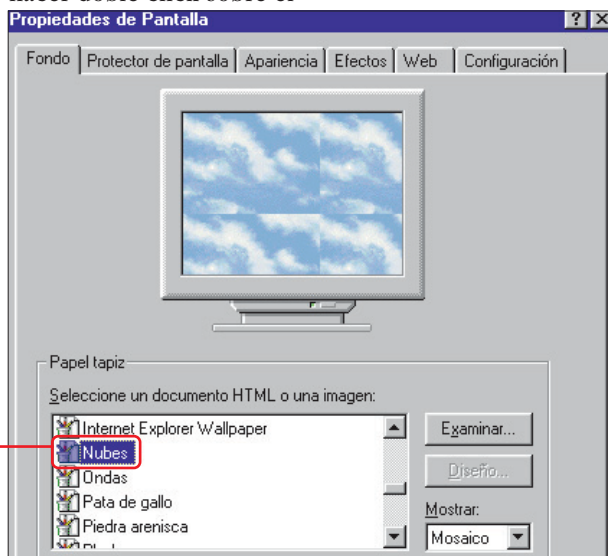 Propiedades de Pantalla
Fondo Protector de pantalla Apariencia Efectos Web Configuración
Papel tapiz
Seleccione un documento HTML o una imagen:
Internet Explorer Wallpaper
Examinar...
Nubes
Diseño...
Ondas
Pata de gallo
Mostrar:
Piedra arenisca
Mosaico